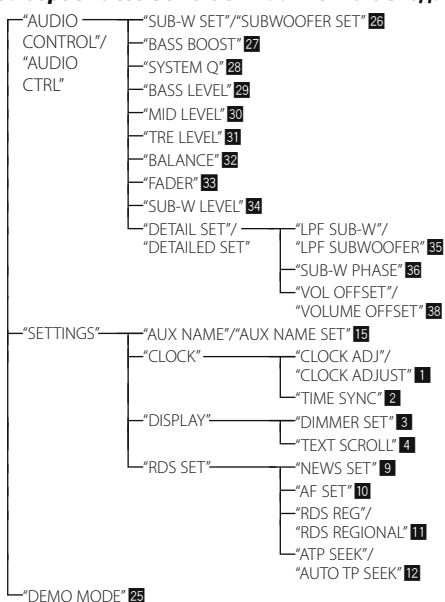 "AUDIO CONTROL"/ "AUDIO CTRL"
"SUB-W SET"/"SUBWOOFER SET" 26
"BASS BOOST" 27
"SYSTEM Q" 28
"BASS LEVEL" 29
"MID LEVEL" 30
"TRE LEVEL" 31
"BALANCE" 32
"FADER" 33
"SUB-W LEVEL" 34
"DETAIL SET"/
"DETAILED SET"
"LPF SUB-W"/
"LPF SUBWOOFER" 35
"SUB-W PHASE" 36
"VOL OFFSET"/
"VOLUME OFFSET" 38
"SETTINGS"
"AUX NAME"/"AUX NAME SET" 15
"CLOCK"
"CLOCK ADJ"/
"CLOCK ADJUST" 1
"TIME SYNC" 2
"DISPLAY"
"DIMMER SET" 3
"TEXT SCROLL" 4
"RDS SET"
"NEWS SET" 9
"AF SET" 10
"RDS REG"/
"RDS REGIONAL" 11
"ATP SEEK"/
"AUTO TP SEEK" 12
"DEMO MODE" 25